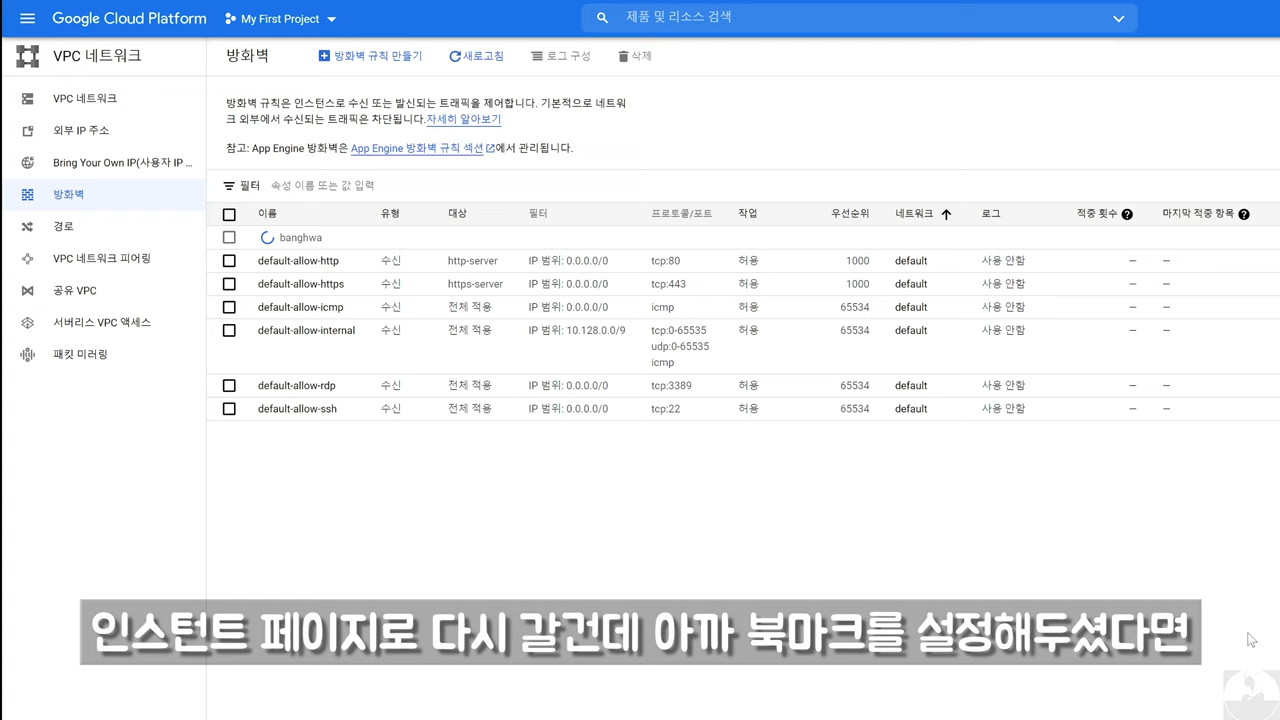 Google Cloud Platform My First Project 제품 및 리소스 검색
VPC 네트워크 방화벽 방화벽 규칙 만들기 새로고침 로그 구성 삭제
VPC 네트워크
외부 IP 주소
Bring Your Own IP(사용자 IP ...
방화벽
경로
VPC 네트워크 피어링
공유 VPC
서버리스 VPC 액세스
패킷 미러링
방화벽 규칙은 인스턴스로 수신 또는 발신되는 트래픽을 제어합니다. 기본적으로 네트워
크 외부에서 수신되는 트래픽은 차단됩니다.자세히 알아보기
참고: App Engine 방화벽은 App Engine 방화벽 규칙 섹션에서 관리됩니다.
필터 속성 이름 또는 값 입력
이름 유형 대상 필터 프로토콜/포트 작업 우선순위 네트워크 로그 적중 횟수 마지막 적중 항목
banghwa
default-allow-http 수신 http-server IP 범위: 0.0.0.0/0 tcp:80 허용 1000 default 사용 안함 – –
default-allow-https 수신 https-server IP 범위: 0.0.0.0/0 tcp:443 허용 1000 default 사용 안함 – –
default-allow-icmp 수신 전체 적용 IP 범위: 0.0.0.0/0 icmp 허용 65534 default 사용 안함 – –
default-allow-internal 수신 전체 적용 IP 범위: 10.128.0.0/9 tcp:0-65535 허용 65534 default 사용 안함 – –
udp:0-65535
icmp
default-allow-rdp 수신 전체 적용 IP 범위: 0.0.0.0/0 tcp:3389 허용 65534 default 사용 안함 – –
default-allow-ssh 수신 전체 적용 IP 범위: 0.0.0.0/0 tcp:22 허용 65534 default 사용 안함 – –
인스턴트 페이지로 다시 갈건데 아까 북마크를 설정해두셨다면